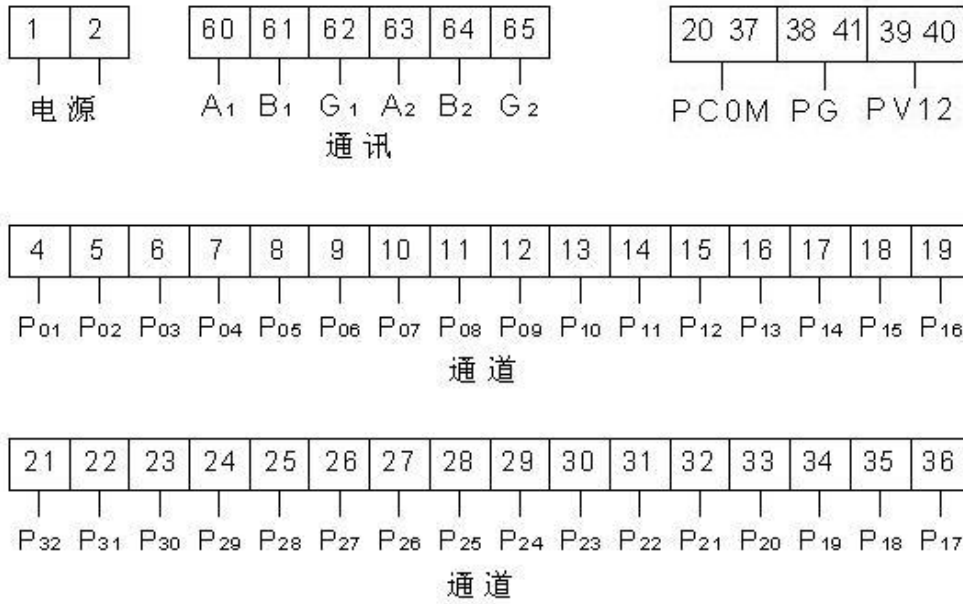 1 2 60 61 62 63 64 65 20 37 38 41 39 40
电源 A1 B1 G1 A2 B2 G2 PC0M PG PV12
通讯
4 5 6 7 8 9 10 11 12 13 14 15 16 17 18 19
P01 P02 P03 P04 P05 P06 P07 P08 P09 P10 P11 P12 P13 P14 P15 P16
通道
21 22 23 24 25 26 27 28 29 30 31 32 33 34 35 36
P32 P31 P30 P29 P28 P27 P26 P25 P24 P23 P22 P21 P20 P19 P18 P17
通道